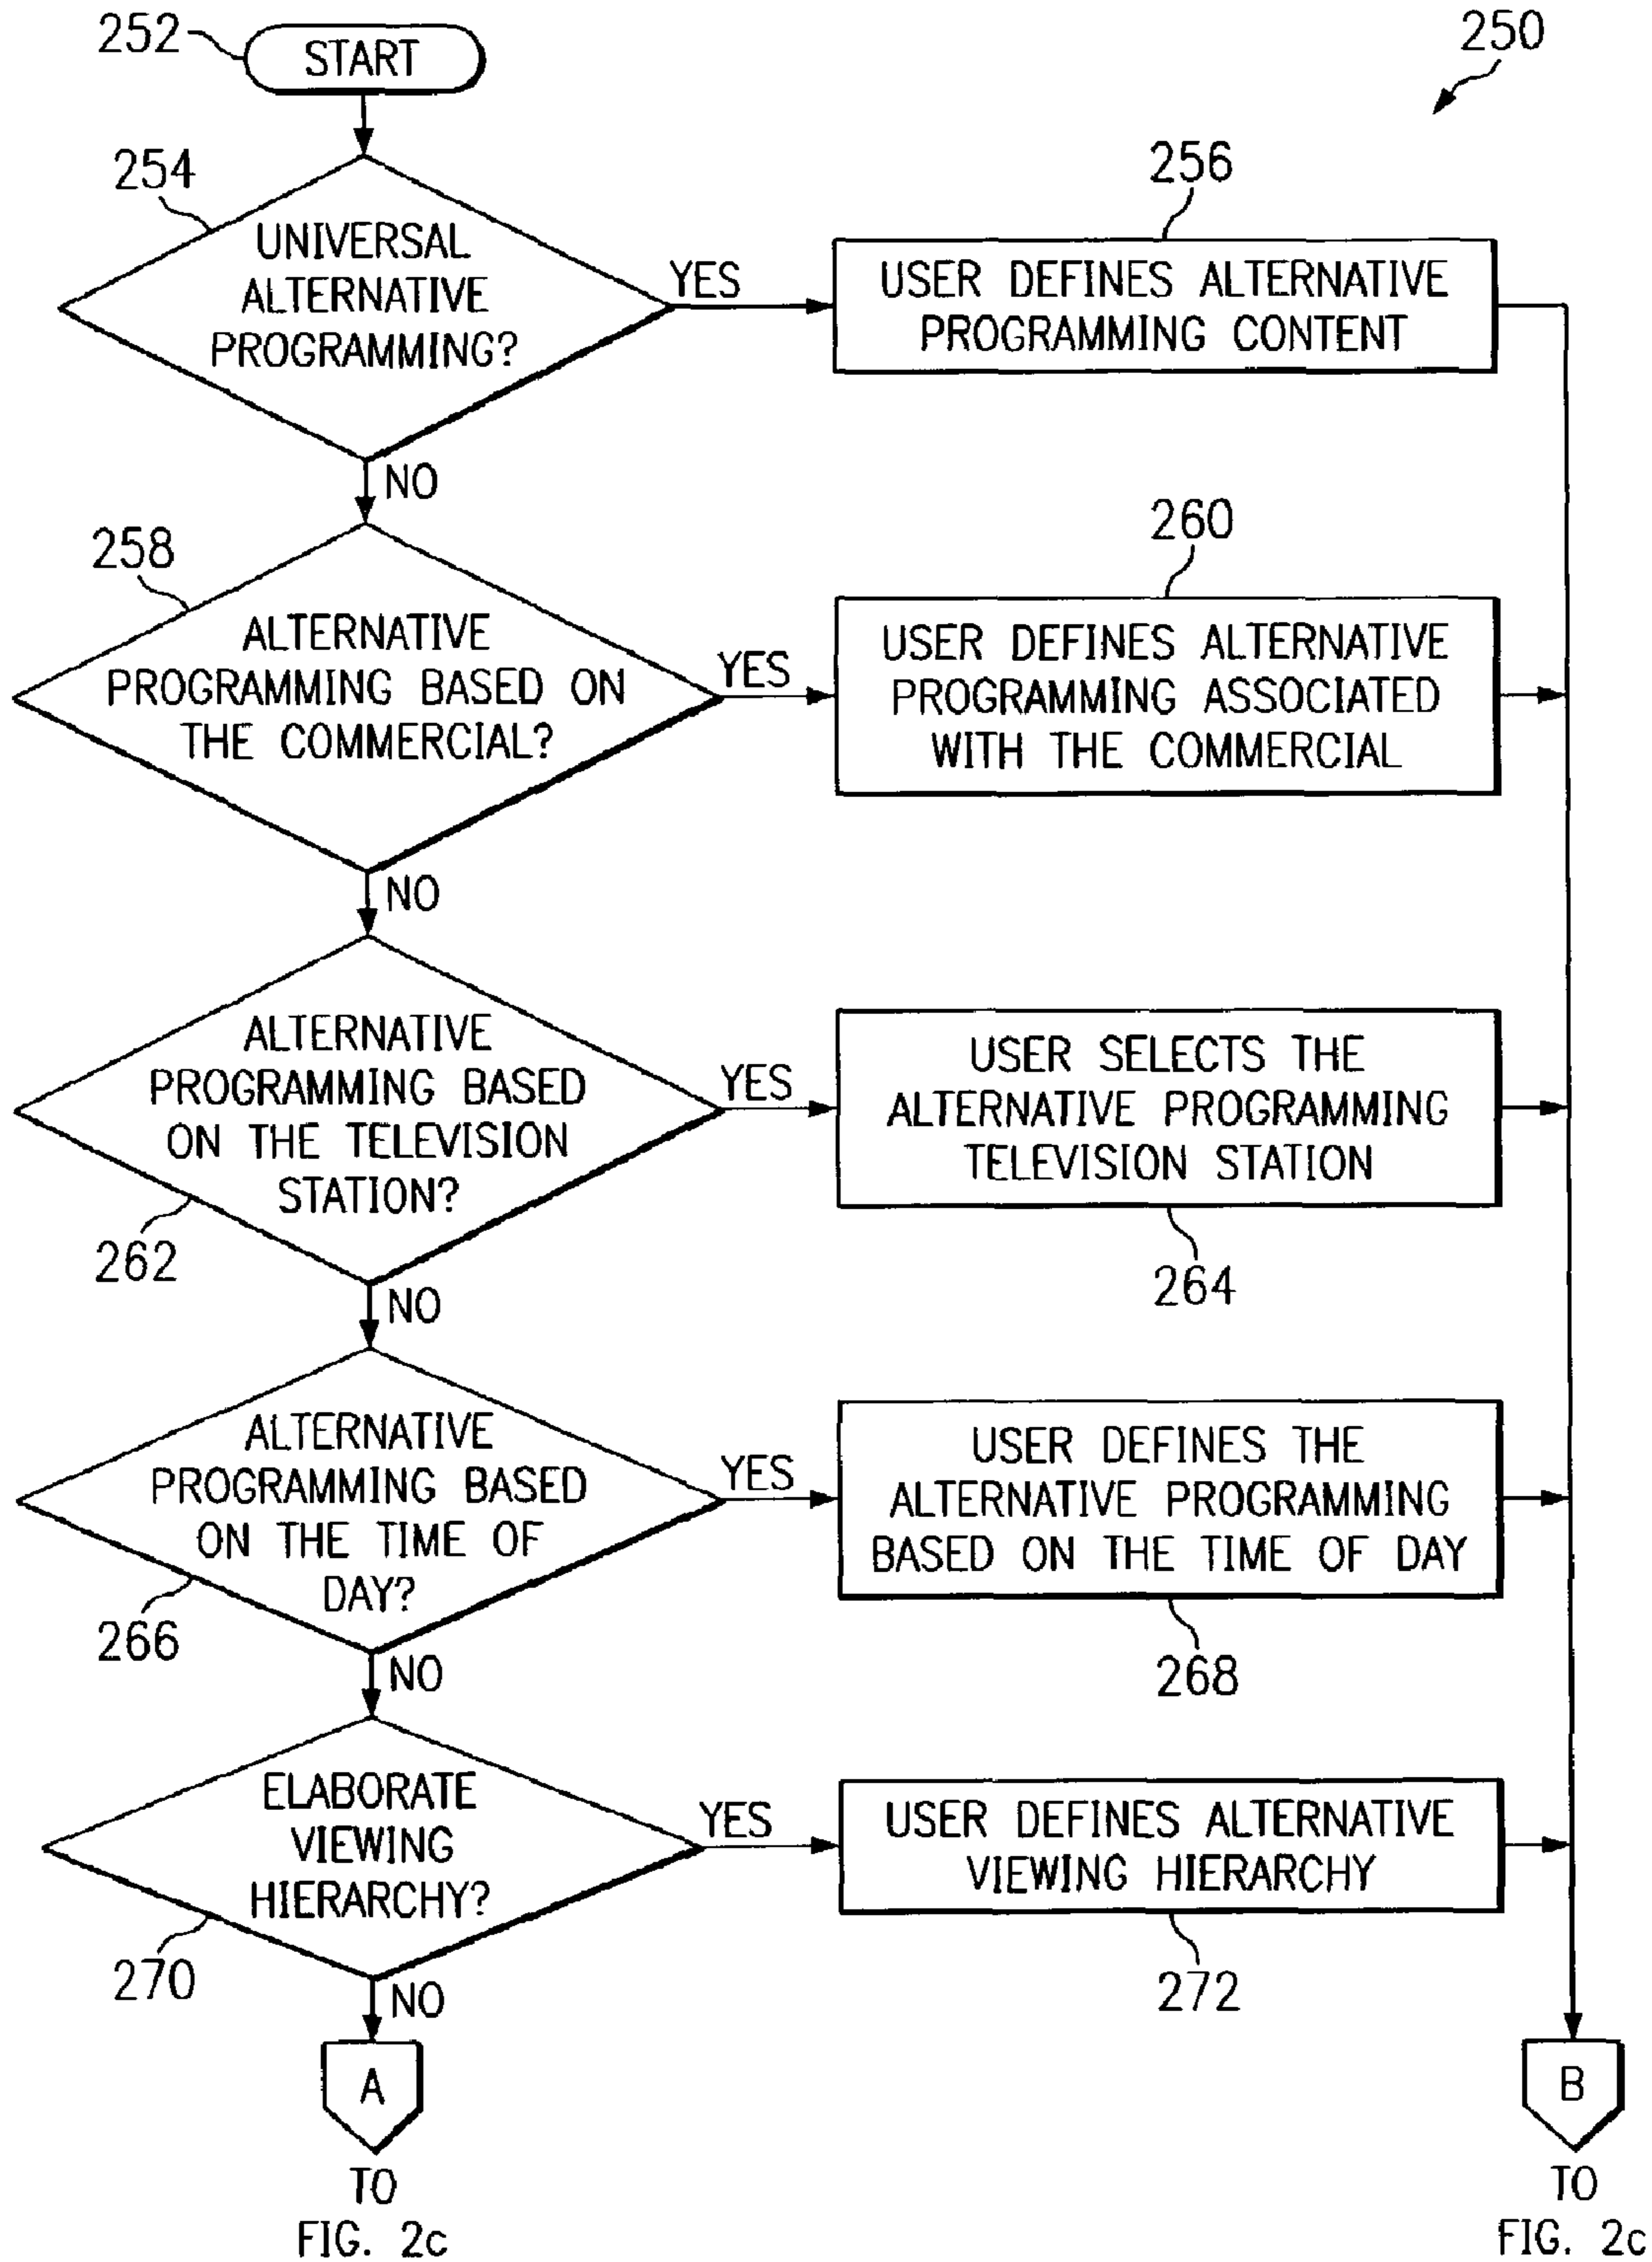 252
START
250
254
UNIVERSAL
ALTERNATIVE
PROGRAMMING?
YES
256
USER DEFINES ALTERNATIVE
PROGRAMMING CONTENT
NO
258
ALTERNATIVE
PROGRAMMING BASED ON
THE COMMERCIAL?
YES
260
USER DEFINES ALTERNATIVE
PROGRAMMING ASSOCIATED
WITH THE COMMERCIAL
NO
ALTERNATIVE
PROGRAMMING BASED
ON THE TELEVISION
STATION?
262
YES
USER SELECTS THE
ALTERNATIVE PROGRAMMING
TELEVISION STATION
264
NO
ALTERNATIVE
PROGRAMMING BASED
ON THE TIME OF
DAY?
266
YES
USER DEFINES THE
ALTERNATIVE PROGRAMMING
BASED ON THE TIME OF DAY
268
NO
ELABORATE
VIEWING
HIERARCHY?
270
YES
USER DEFINES ALTERNATIVE
VIEWING HIERARCHY
272
NO
A
TO
FIG. 2c
B
TO
FIG. 2c